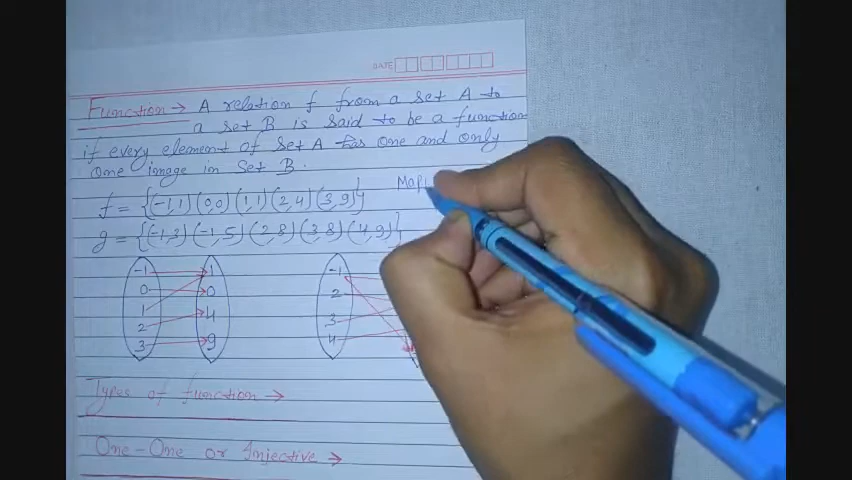 DATE
Function → A relation f from a set A to
a set B is said to be a function
if every element of set A has one and only
one image in set B.
Map
f = {(-1,1) (0,0) (1,1) (2,4) (3,9)}
g = {(-1,3) (-1,5) (2,8) (3,8) (4,9)}
-1 1 -1
0 0 2
1 4 3
2 9 4
3
Types of function →
One-One or Injective →